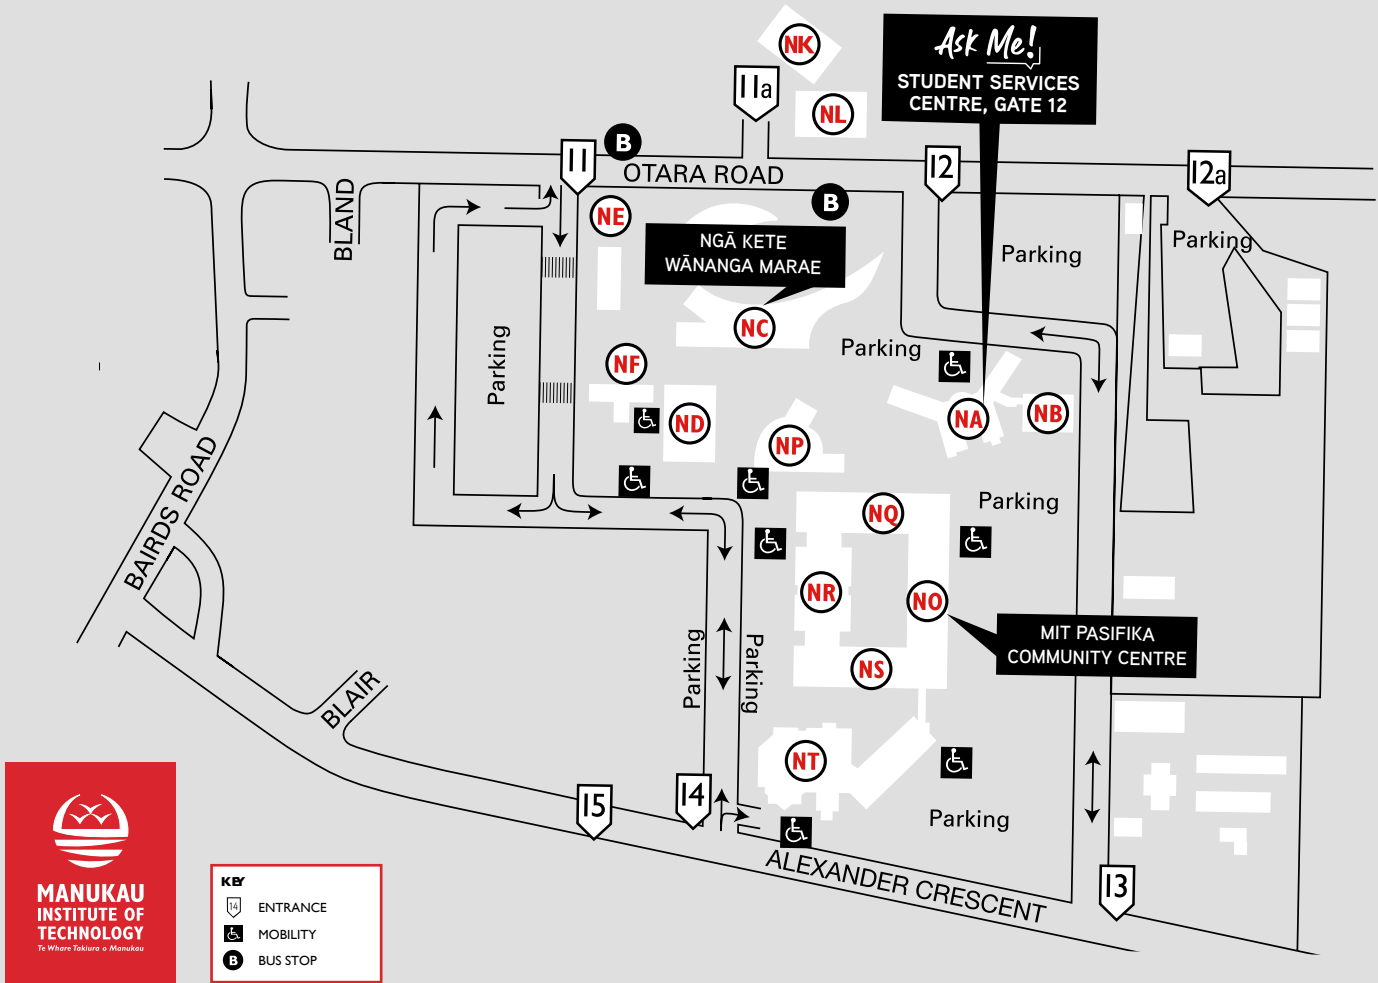 NK
Ask Me!
STUDENT SERVICES
CENTRE, GATE 12
11a
NL
B
11
OTARA ROAD
12
12a
B
BLAND
NE
NGĀ KETE
WĀNANGA MARAE
Parking
Parking
NC
Parking
Parking
NF
ND
NA
NB
NP
BAIRDS ROAD
Parking
NQ
NR
NO
MIT PASIFIKA
COMMUNITY CENTRE
Parking
Parking
NS
BLAIR
NT
15
14
Parking
ALEXANDER CRESCENT
13
MANUKAU
INSTITUTE OF
TECHNOLOGY
Te Whare Takiura o Manukau
KEY
14 ENTRANCE
MOBILITY
B BUS STOP